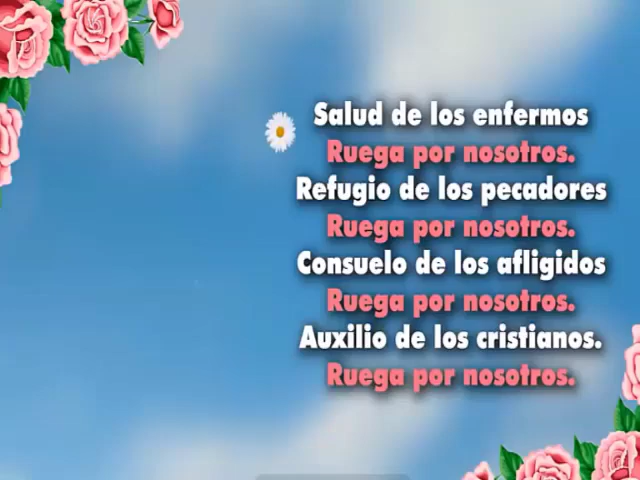 Salud de los enfermos
Ruega por nosotros.
Refugio de los pecadores
Ruega por nosotros.
Consuelo de los afligidos
Ruega por nosotros.
Auxilio de los cristianos.
Ruega por nosotros.